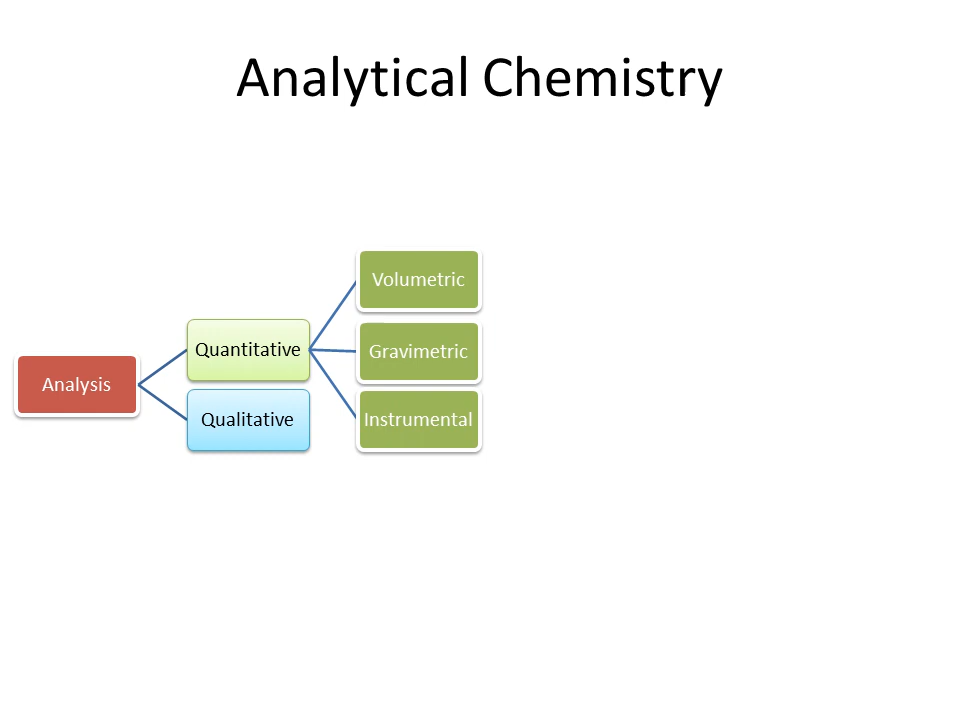 Analytical Chemistry
Analysis
Quantitative
Qualitative
Volumetric
Gravimetric
Instrumental